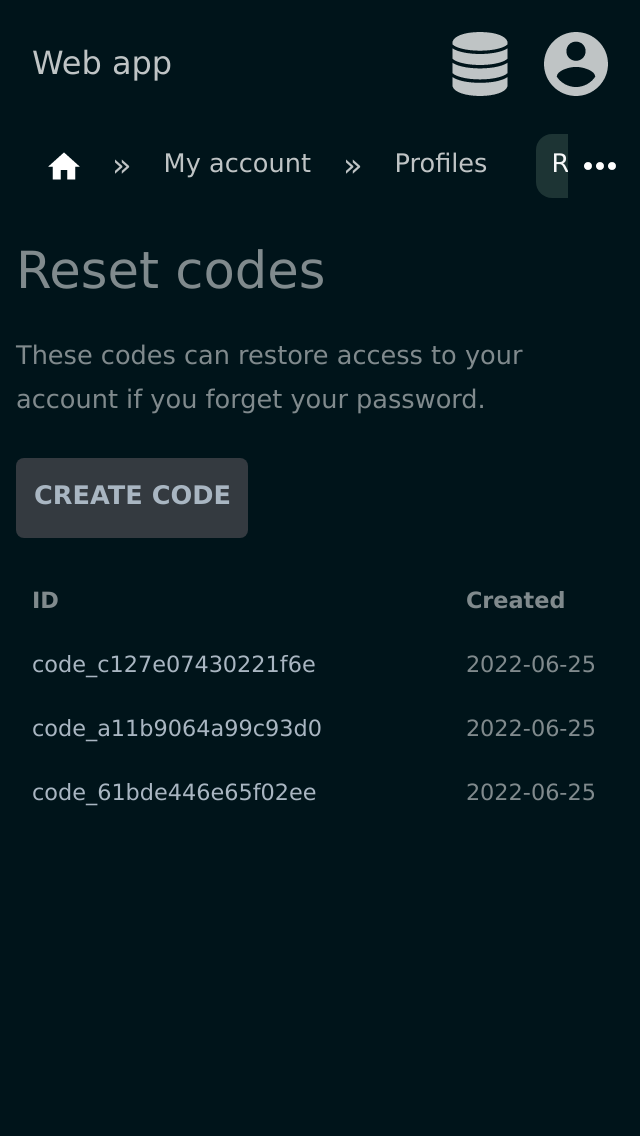 Web app
» My account » Profiles R
Reset codes
These codes can restore access to your
account if you forget your password.
CREATE CODE
ID Created
code_c127e07430221f6e 2022-06-25
code_a11b9064a99c93d0 2022-06-25
code_61bde446e65f02ee 2022-06-25